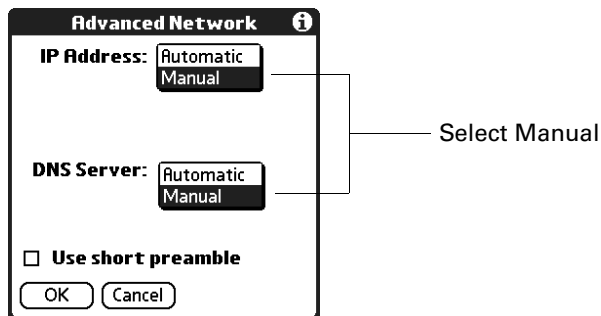 Advanced Network i
IP Address: Automatic
Manual
Select Manual
DNS Server: Automatic
Manual
Use short preamble
OK Cancel